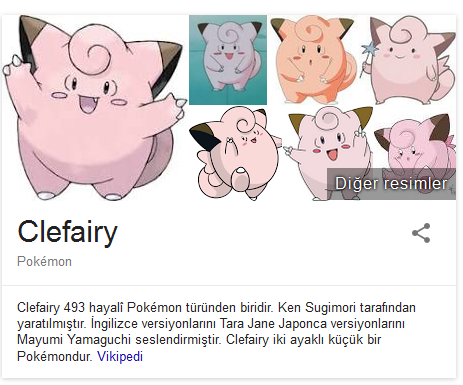 Diğer resimler
Clefairy
Pokémon
Clefairy 493 hayalî Pokémon türünden biridir. Ken Sugimori tarafından
yaratılmıştır. İngilizce versiyonlarını Tara Jane Japonca versiyonlarını
Mayumi Yamaguchi seslendirmiştir. Clefairy iki ayaklı küçük bir
Pokémondur. Vikipedi